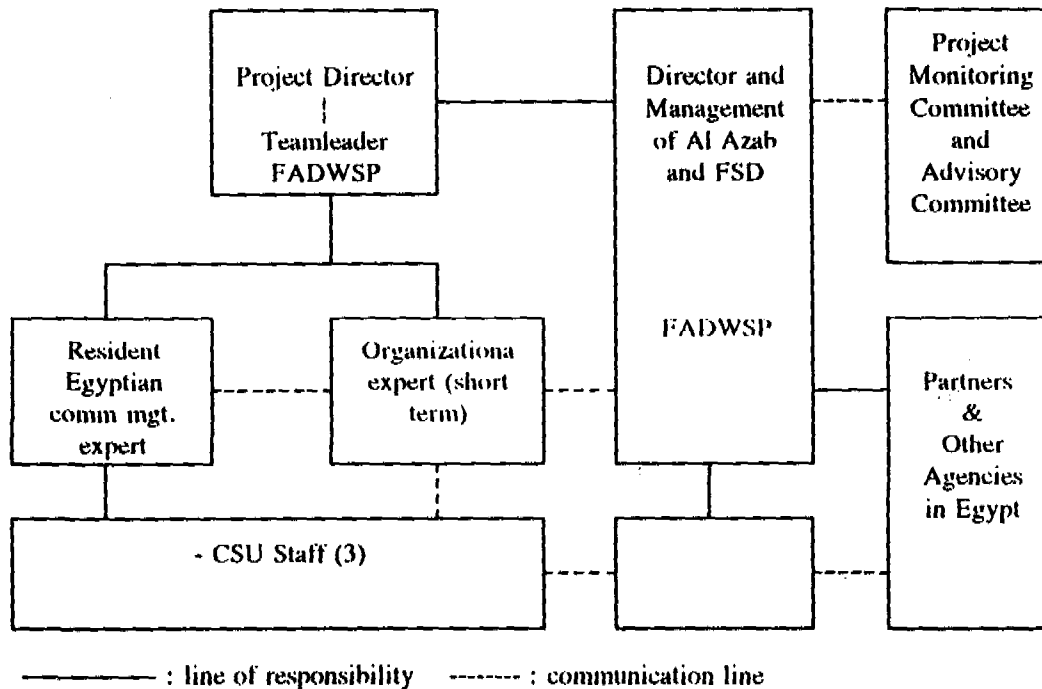 Project Director
Teamleader
FADWSP
Director and
Management
of Al Azab
and FSD
FADWSP
Project
Monitoring
Committee
and
Advisory
Committee
Resident
Egyptian
comm mgt.
expert
Organizationa
expert (short
term)
Partners
&
Other
Agencies
in Egypt
- CSU Staff (3)
: line of responsibility
: communication line